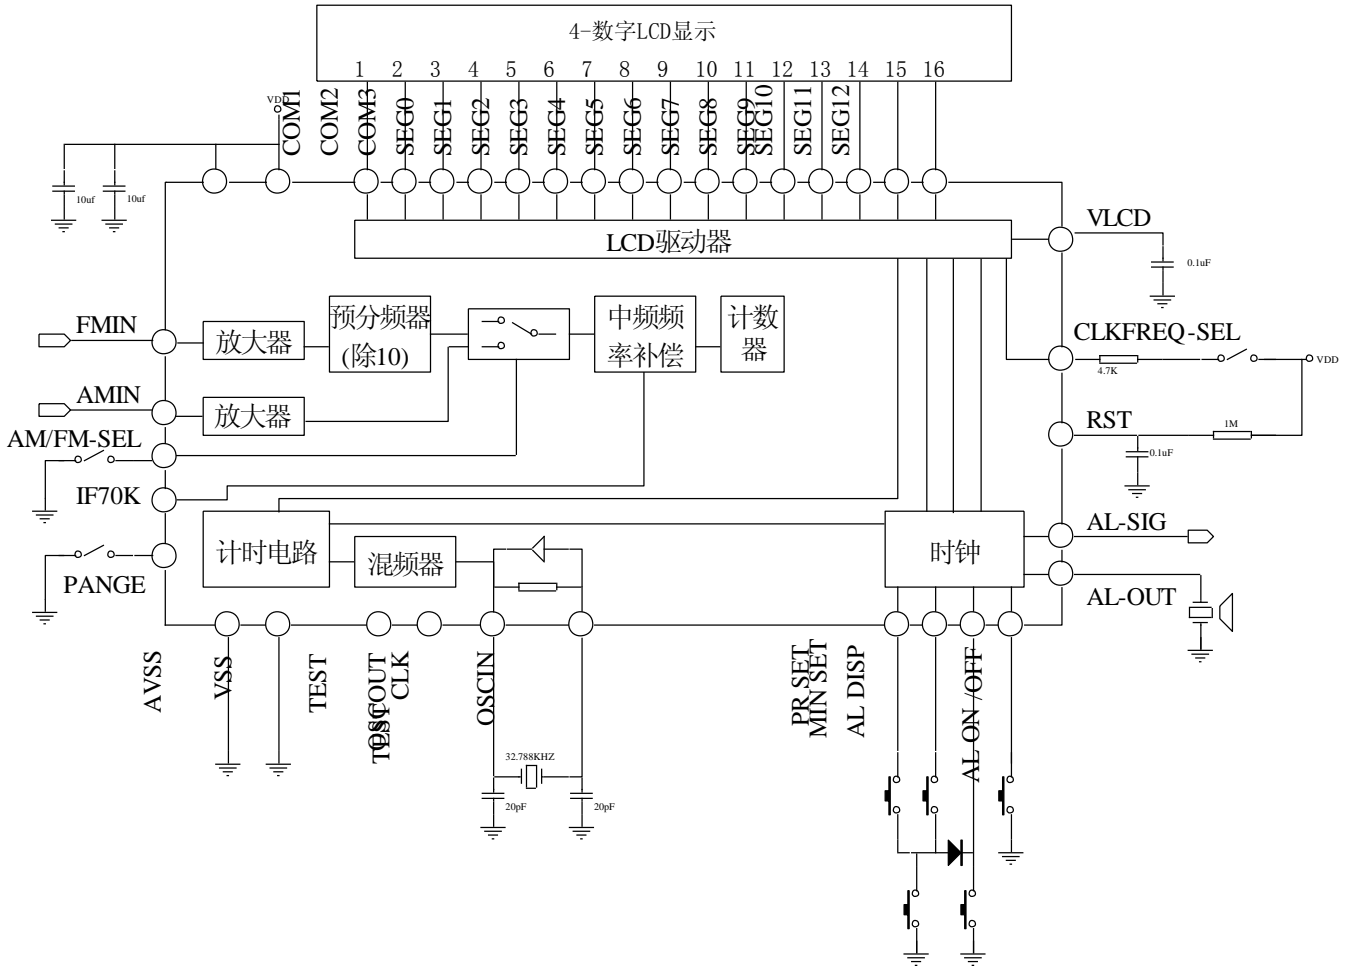 4-数字LCD显示
1 2 3 4 5 6 7 8 9 10 11 12 13 14 15 16
VDD
COM1
COM2
COM3
SEG0
SEG1
SEG2
SEG3
SEG4
SEG5
SEG6
SEG7
SEG8
SEG9
SEG10
SEG11
SEG12
10uf
10uf
LCD驱动器
VLCD
0.1uF
FMIN
放大器
预分频器
(除10)
中频频
率补偿
计数
器
CLKFREQ-SEL
4.7K
VDD
AMIN
放大器
AM/FM-SEL
RST
1M
0.1uF
IF70K
计时电路
混频器
时钟
AL-SIG
PANGE
AL-OUT
AVSS
VSS
TEST
OSCOUT
TEST
CLK
OSCIN
PR SET
MIN SET
AL DISP
AL ON /OFF
32.788KHZ
20pF
20pF